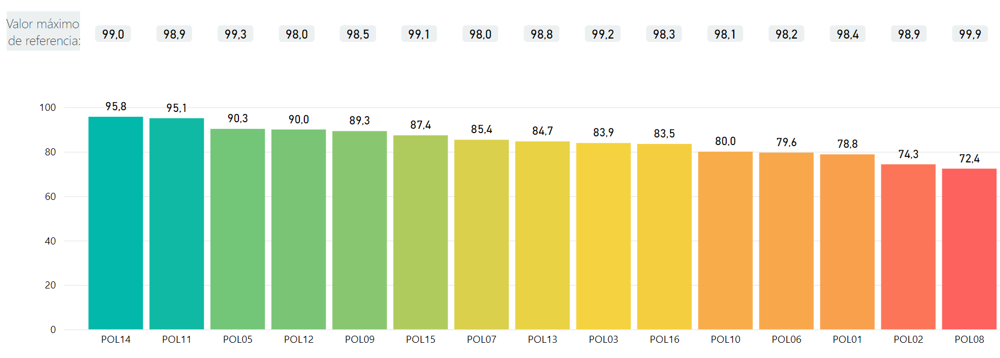 Valor máximo
de referencia:
99,0 98,9 99,3 98,0 98,5 99,1 98,0 98,8 99,2 98,3 98,1 98,2 98,4 98,9 99,9
95,8 95,1 90,3 90,0 89,3 87,4 85,4 84,7 83,9 83,5 80,0 79,6 78,8 74,3 72,4
100
80
60
40
20
0
POL14 POL11 POL05 POL12 POL09 POL15 POL07 POL13 POL03 POL16 POL10 POL06 POL01 POL02 POL08